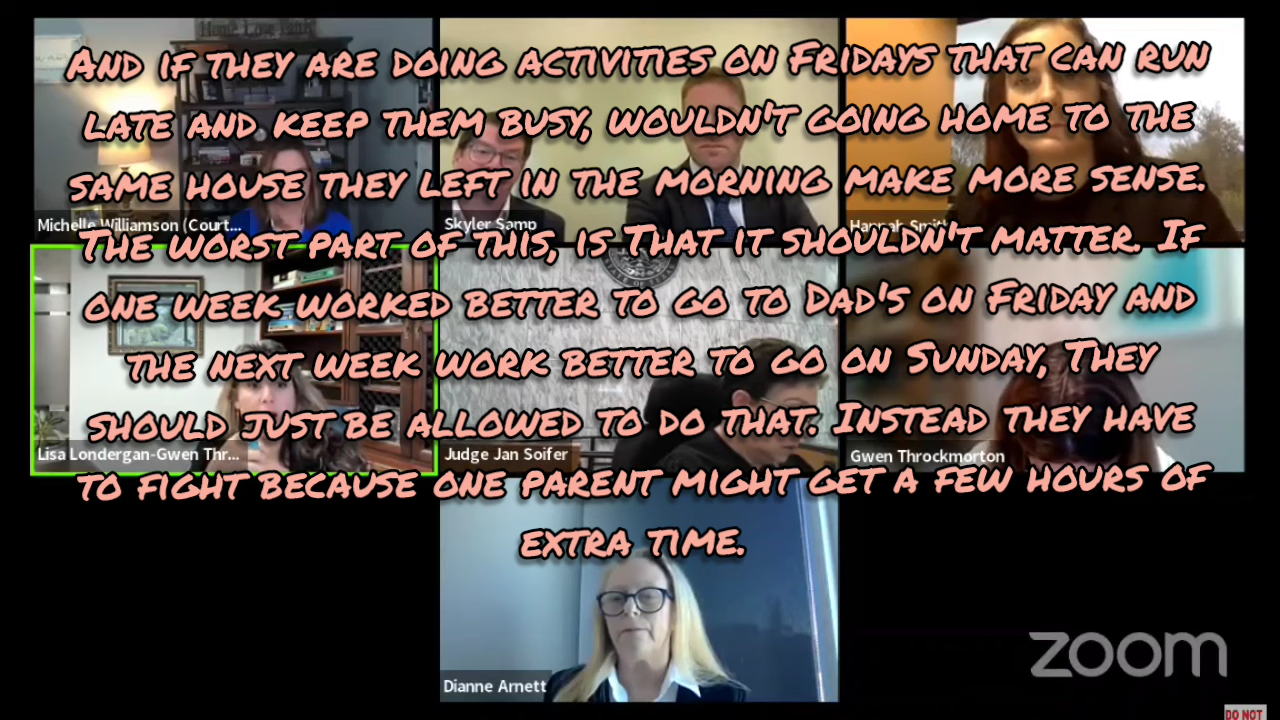 Home Love Faith
And if they are doing activities on Fridays that can run
late and keep them busy, wouldn't going home to the
same house they left in the morning make more sense.
The worst part of this, is That it shouldn't matter. If
one week worked better to go to Dad's on Friday and
the next week work better to go on Sunday, They
should just be allowed to do that. Instead they have
to fight because one parent might get a few hours of
extra time.
Michelle Williamson (Court...
Skyler Samp
Hannah Smith
Lisa Londergan-Gwen Thr...
Judge Jan Soifer
Gwen Throckmorton
Dianne Arnett
zoom
DO NOT